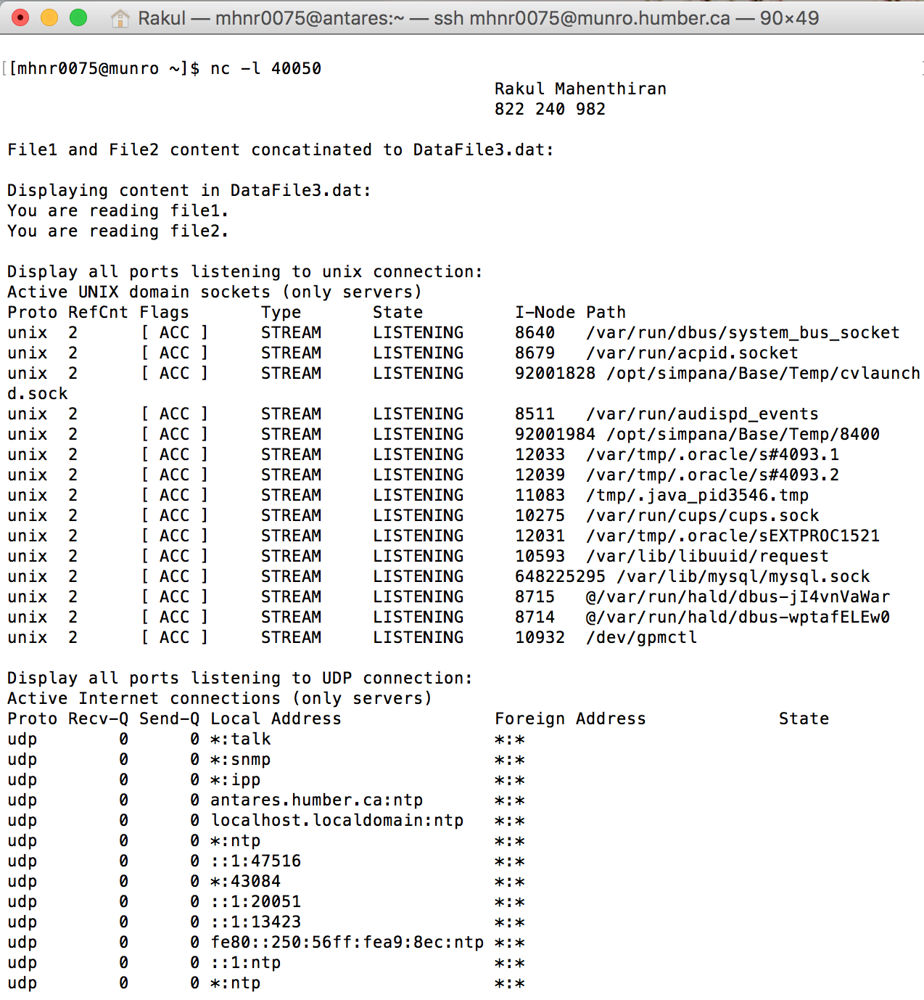 Rakul — mhnr0075@antares:~ — ssh mhnr0075@munro.humber.ca — 90×49
[[mhnr0075@munro ~]$ nc -l 40050 ]
Rakul Mahenthiran
822 240 982
File1 and File2 content concatinated to DataFile3.dat:
Displaying content in DataFile3.dat:
You are reading file1.
You are reading file2.
Display all ports listening to unix connection:
Active UNIX domain sockets (only servers)
Proto RefCnt Flags       Type       State         I-Node Path
unix  2      [ ACC ]     STREAM     LISTENING     8640   /var/run/dbus/system_bus_socket
unix  2      [ ACC ]     STREAM     LISTENING     8679   /var/run/acpid.socket
unix  2      [ ACC ]     STREAM     LISTENING     92001828 /opt/simpana/Base/Temp/cvlaunch
d.sock
unix  2      [ ACC ]     STREAM     LISTENING     8511   /var/run/audispd_events
unix  2      [ ACC ]     STREAM     LISTENING     92001984 /opt/simpana/Base/Temp/8400
unix  2      [ ACC ]     STREAM     LISTENING     12033  /var/tmp/.oracle/s#4093.1
unix  2      [ ACC ]     STREAM     LISTENING     12039  /var/tmp/.oracle/s#4093.2
unix  2      [ ACC ]     STREAM     LISTENING     11083  /tmp/.java_pid3546.tmp
unix  2      [ ACC ]     STREAM     LISTENING     10275  /var/run/cups/cups.sock
unix  2      [ ACC ]     STREAM     LISTENING     12031  /var/tmp/.oracle/sEXTPROC1521
unix  2      [ ACC ]     STREAM     LISTENING     10593  /var/lib/libuuid/request
unix  2      [ ACC ]     STREAM     LISTENING     648225295 /var/lib/mysql/mysql.sock
unix  2      [ ACC ]     STREAM     LISTENING     8715   @/var/run/hald/dbus-jI4vnVaWar
unix  2      [ ACC ]     STREAM     LISTENING     8714   @/var/run/hald/dbus-wptafELEw0
unix  2      [ ACC ]     STREAM     LISTENING     10932  /dev/gpmctl
Display all ports listening to UDP connection:
Active Internet connections (only servers)
Proto Recv-Q Send-Q Local Address               Foreign Address             State
udp        0      0 *:talk                      *:*
udp        0      0 *:snmp                      *:*
udp        0      0 *:ipp                       *:*
udp        0      0 antares.humber.ca:ntp       *:*
udp        0      0 localhost.localdomain:ntp   *:*
udp        0      0 *:ntp                       *:*
udp        0      0 ::1:47516                   *:*
udp        0      0 *:43084                     *:*
udp        0      0 ::1:20051                   *:*
udp        0      0 ::1:13423                   *:*
udp        0      0 fe80::250:56ff:fea9:8ec:ntp *:*
udp        0      0 ::1:ntp                     *:*
udp        0      0 *:ntp                       *:*